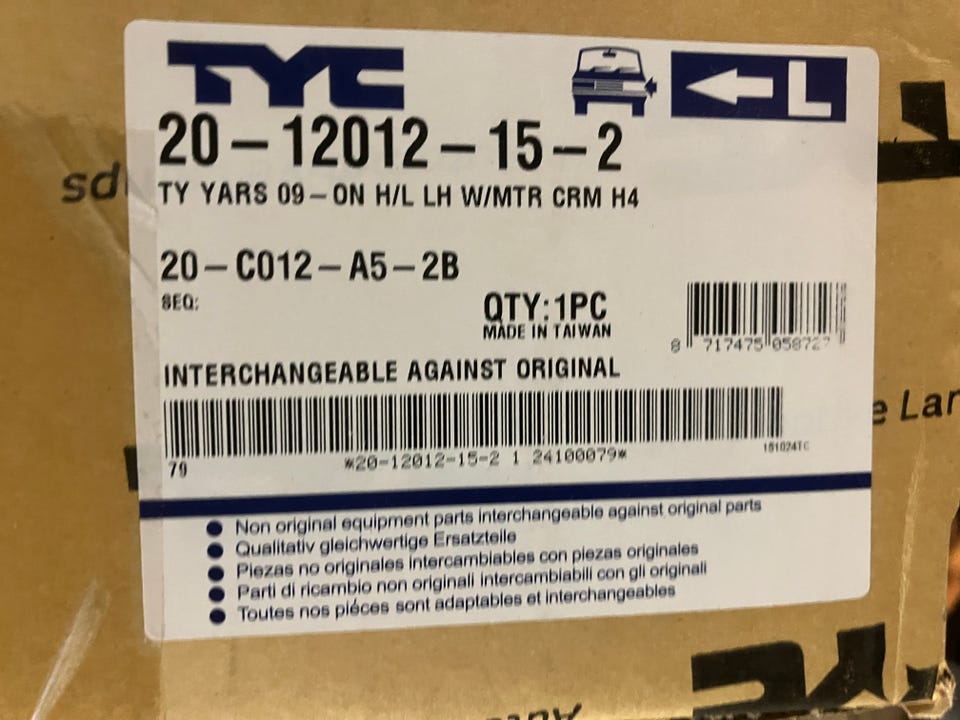 TYC
L
20-12012-15-2
TY YARS 09-ON H/L LH W/MTR CRM H4
20-C012-A5-2B
SEQ:
QTY:1PC
MADE IN TAIWAN
8 717475 058727
INTERCHANGEABLE AGAINST ORIGINAL
79
*20-12012-15-2 1 24100079*
151024TC
Non original equipment parts interchangeable against original parts
Qualitativ gleichwertige Ersatzteile
Piezas no originales intercambiables con piezas originales
Parti di ricambio non originali intercambiabili con gli originali
Toutes nos piéces sont adaptables et interchangeables